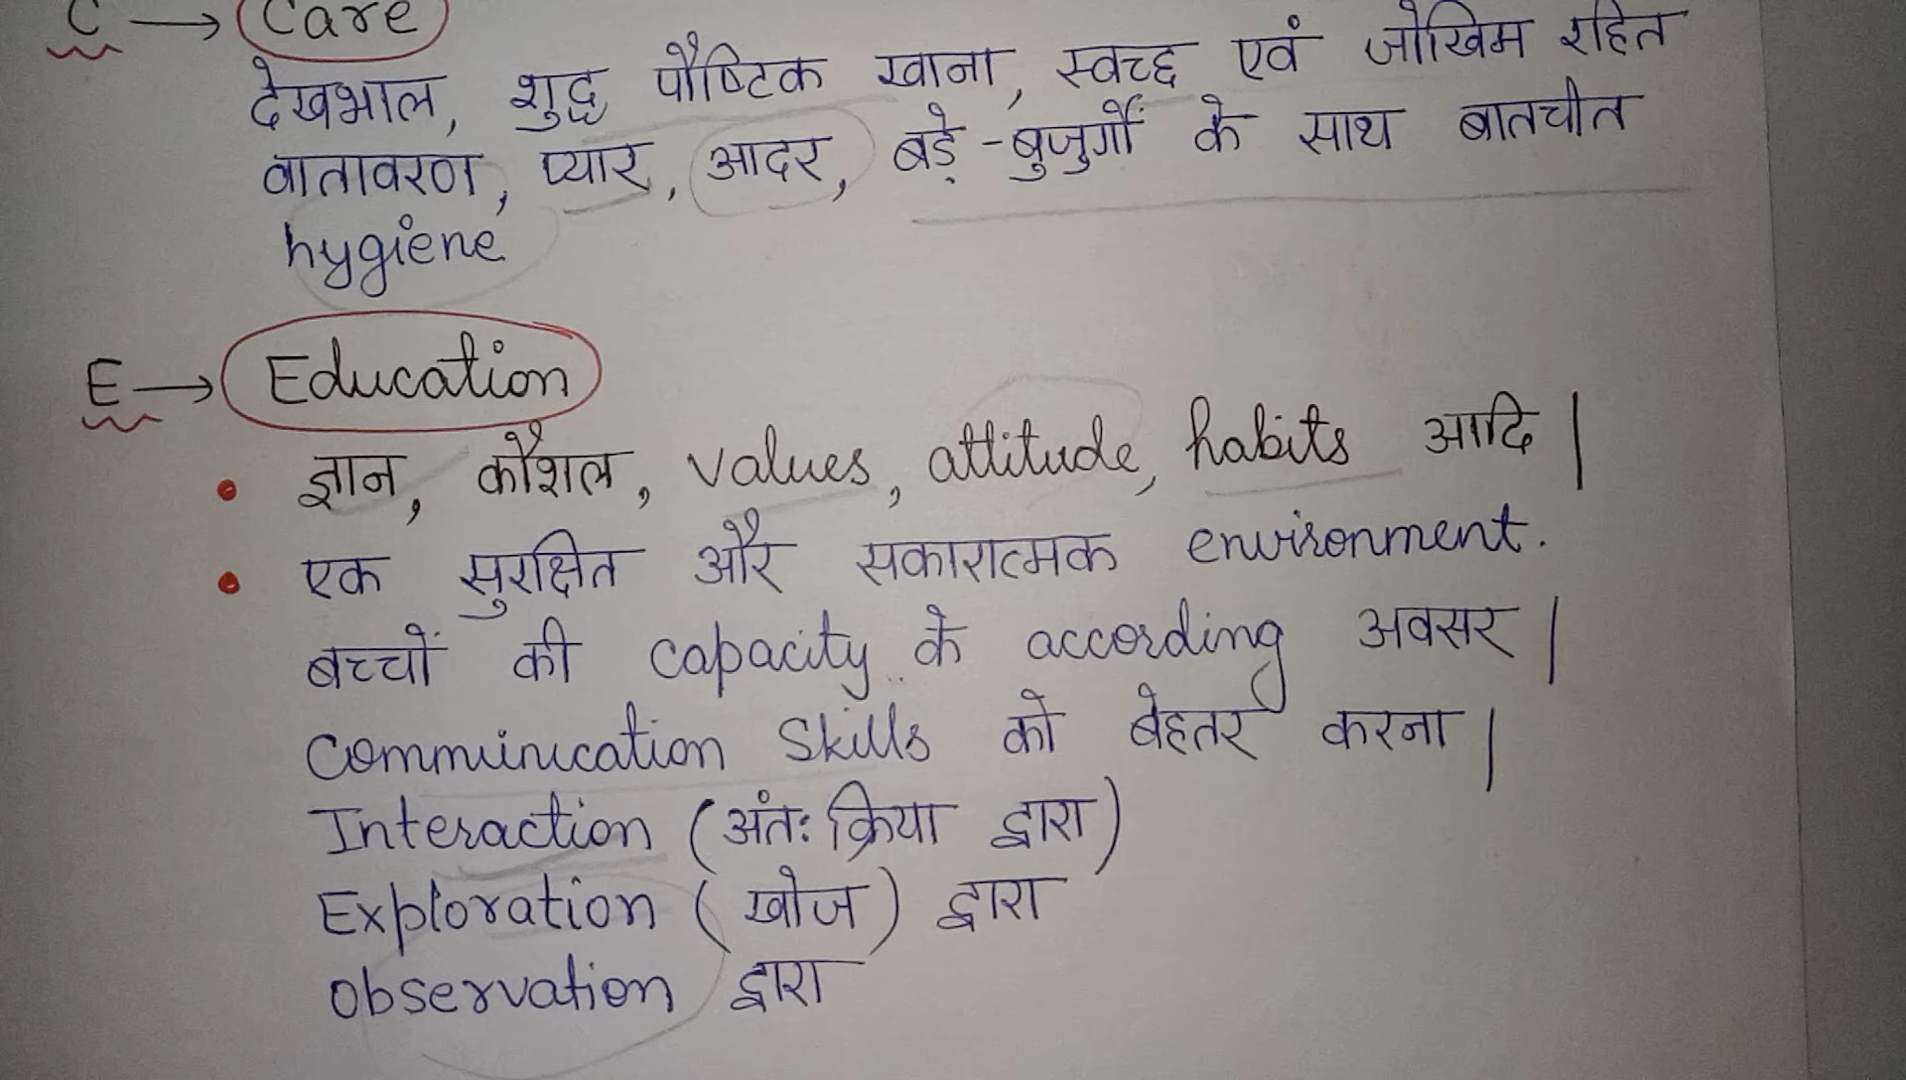 C → Care
देखभाल, शुद्ध पौष्टिक खाना, स्वच्छ एवं जोखिम रहित
वातावरण, प्यार, आदर, बड़े-बुजुर्गों के साथ बातचीत
hygiene
E → Education
• ज्ञान, कौशल, values, attitude, habits आदि |
• एक सुरक्षित और सकारात्मक environment.
बच्चों की capacity के according अवसर |
Communication skills को बेहतर करना |
Interaction (अंतः क्रिया द्वारा)
Exploration (खोज) द्वारा
Observation द्वारा